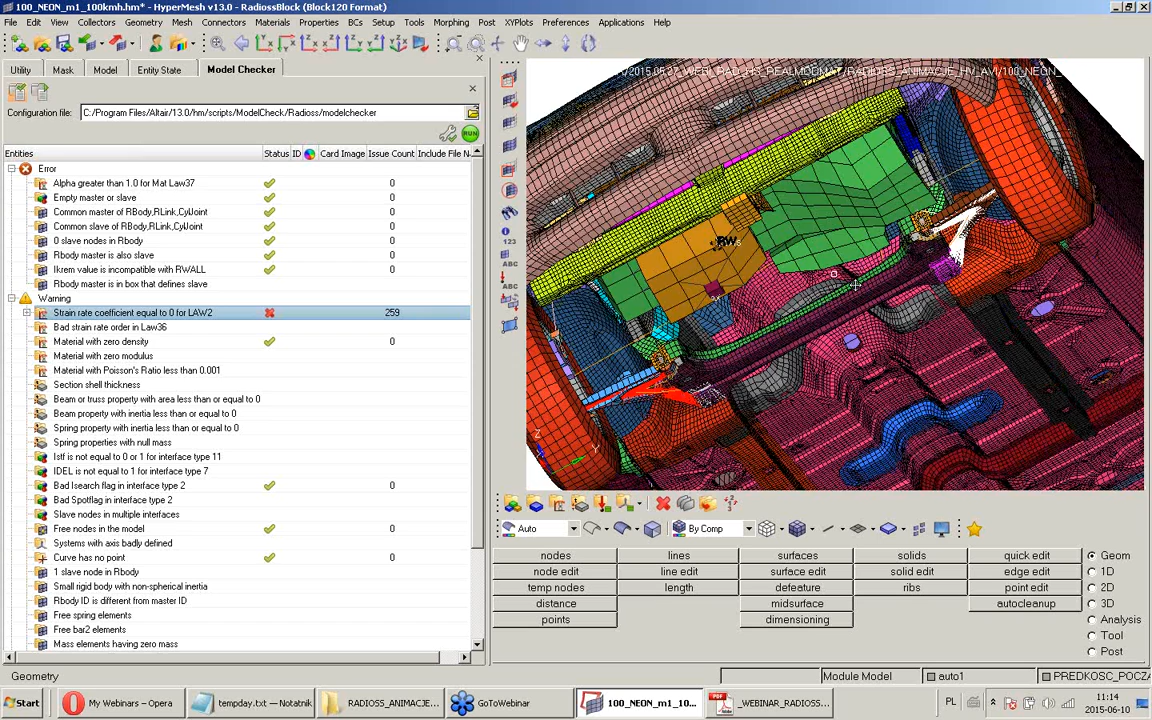 100_NEON_m1_100kmh.hm* - HyperMesh v13.0 - RadiossBlock (Block120 Format)
File Edit View Collectors Geometry Mesh Connectors Materials Properties BCs Setup Tools Morphing Post XYPlots Preferences Applications Help
Utility Mask Model Entity State Model Checker
Configuration file: C:/Program Files/Altair/13.0/hm/scripts/ModelCheck/Radioss/modelchecker
RUN
Entities Status ID Card Image Issue Count Include File N
Error
Alpha greater than 1.0 for Mat Law37 0
Empty master or slave 0
Common master of RBody,RLink,CylJoint 0
Common slave of RBody,RLink,CylJoint 0
0 slave nodes in Rbody 0
Rbody master is also slave 0
Ikrem value is incompatible with RWALL 0
Rbody master is in box that defines slave
Warning
Strain rate coefficient equal to 0 for LAW2 259
Bad strain rate order in Law36
Material with zero density 0
Material with zero modulus
Material with Poisson's Ratio less than 0.001
Section shell thickness
Beam or truss property with area less than or equal to 0
Beam property with inertia less than or equal to 0
Spring property with inertia less than or equal to 0
Spring properties with null mass
Istf is not equal to 0 or 1 for interface type 11
IDEL is not equal to 1 for interface type 7
Bad Isearch flag in interface type 2 0
Bad Spotflag in interface type 2
Slave nodes in multiple interfaces
Free nodes in the model 0
Systems with axis badly defined
Curve has no point 0
1 slave node in Rbody
Small rigid body with non-spherical inertia
Rbody ID is different from master ID
Free spring elements
Free bar2 elements
Mass elements having zero mass
123
ABC
ABC
/2015.05.27_WEBI_RAD_HS_REALMODMAT/RADIOSS_ANIMACJE_HV_AVI/100_NEON_
RW
Z
Y
Auto By Comp
nodes lines surfaces solids quick edit Geom
node edit line edit surface edit solid edit edge edit 1D
temp nodes length defeature ribs point edit 2D
distance midsurface autocleanup 3D
points dimensioning Analysis
Tool
Post
Geometry Module Model auto1 PREDKOSC_POCZA
Start My Webinars - Opera tempday.txt — Notatnik RADIOSS_ANIMACJE... GoToWebinar 100_NEON_m1_10... _WEBINAR_RADIOSS... PL 11:14
2015-06-10